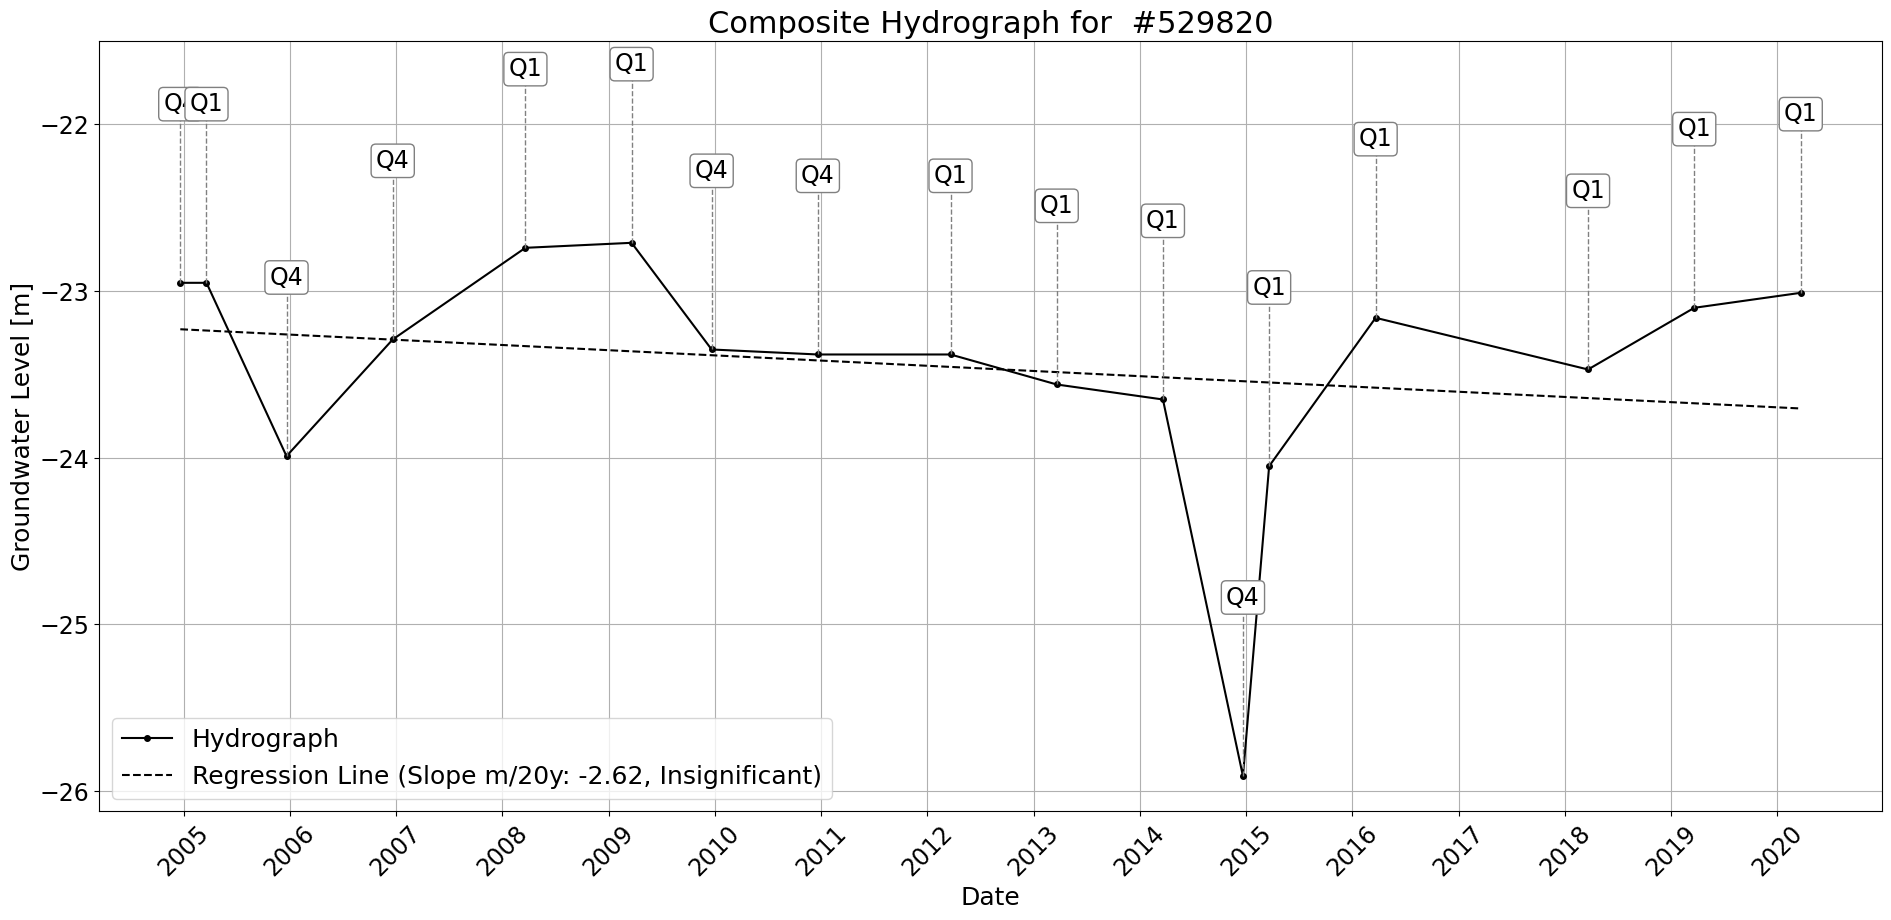 Composite Hydrograph for  #529820
Q1
Q1
Q1
Q1
Q1
Q1
Q4
Q4
Q4
Q1
Q1
Q1
Q1
Q4
Q1
Q4
−22
−23
−24
−25
−26
Groundwater Level [m]
Hydrograph
Regression Line (Slope m/20y: -2.62, Insignificant)
2005
2006
2007
2008
2009
2010
2011
2012
2013
2014
2015
2016
2017
2018
2019
2020
Date